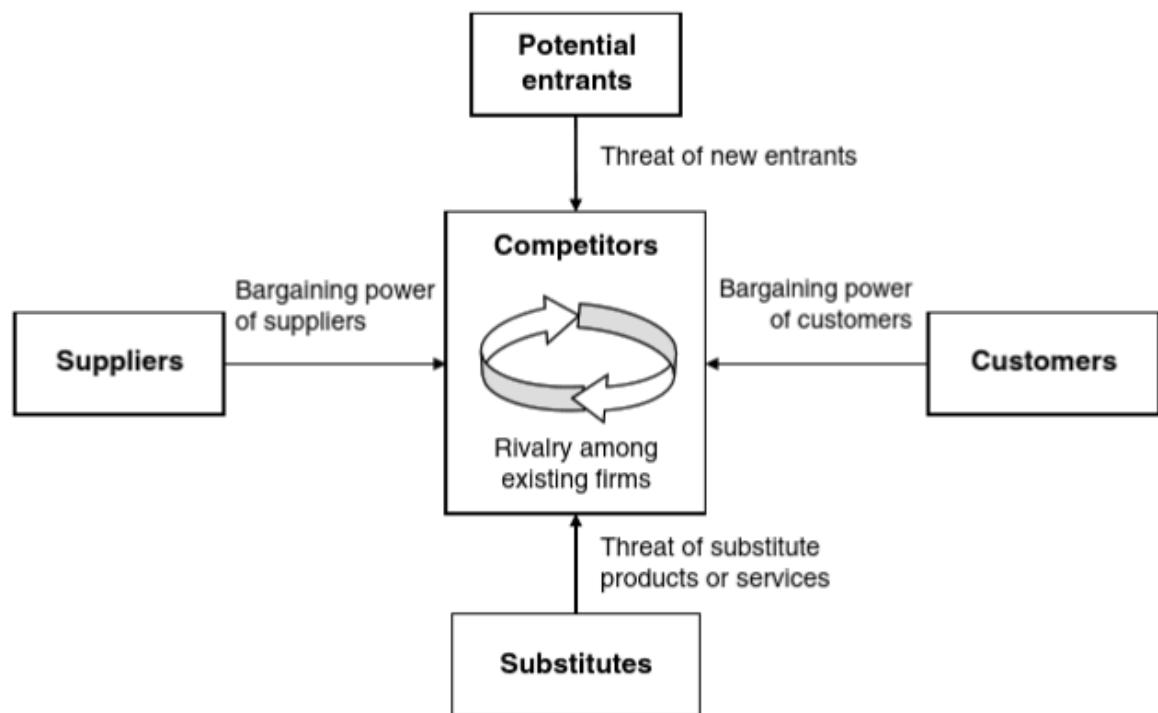 Potential
entrants
Threat of new entrants
Competitors
Bargaining power
of suppliers
Bargaining power
of customers
Suppliers
Customers
Rivalry among
existing firms
Threat of substitute
products or services
Substitutes